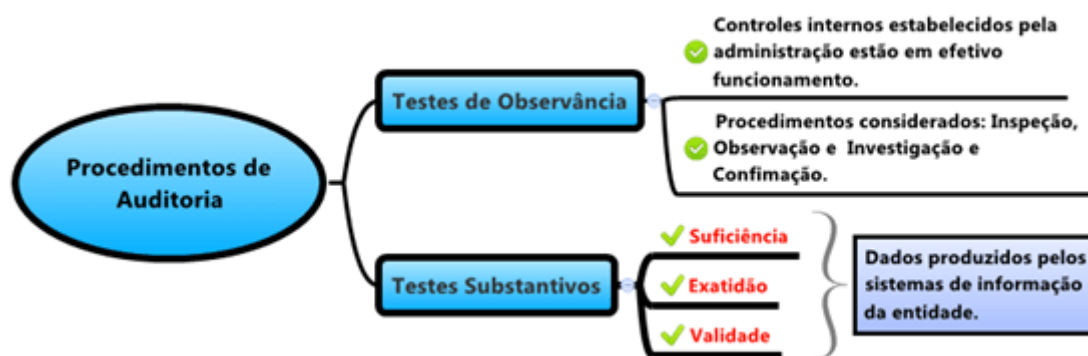 Procedimentos de
Auditoria
Testes de Observância
Controles internos estabelecidos pela
administração estão em efetivo
funcionamento.
Procedimentos considerados: Inspeção,
Observação e Investigação e
Confimação.
Testes Substantivos
Suficiência
Exatidão
Validade
Dados produzidos pelos
sistemas de informação
da entidade.